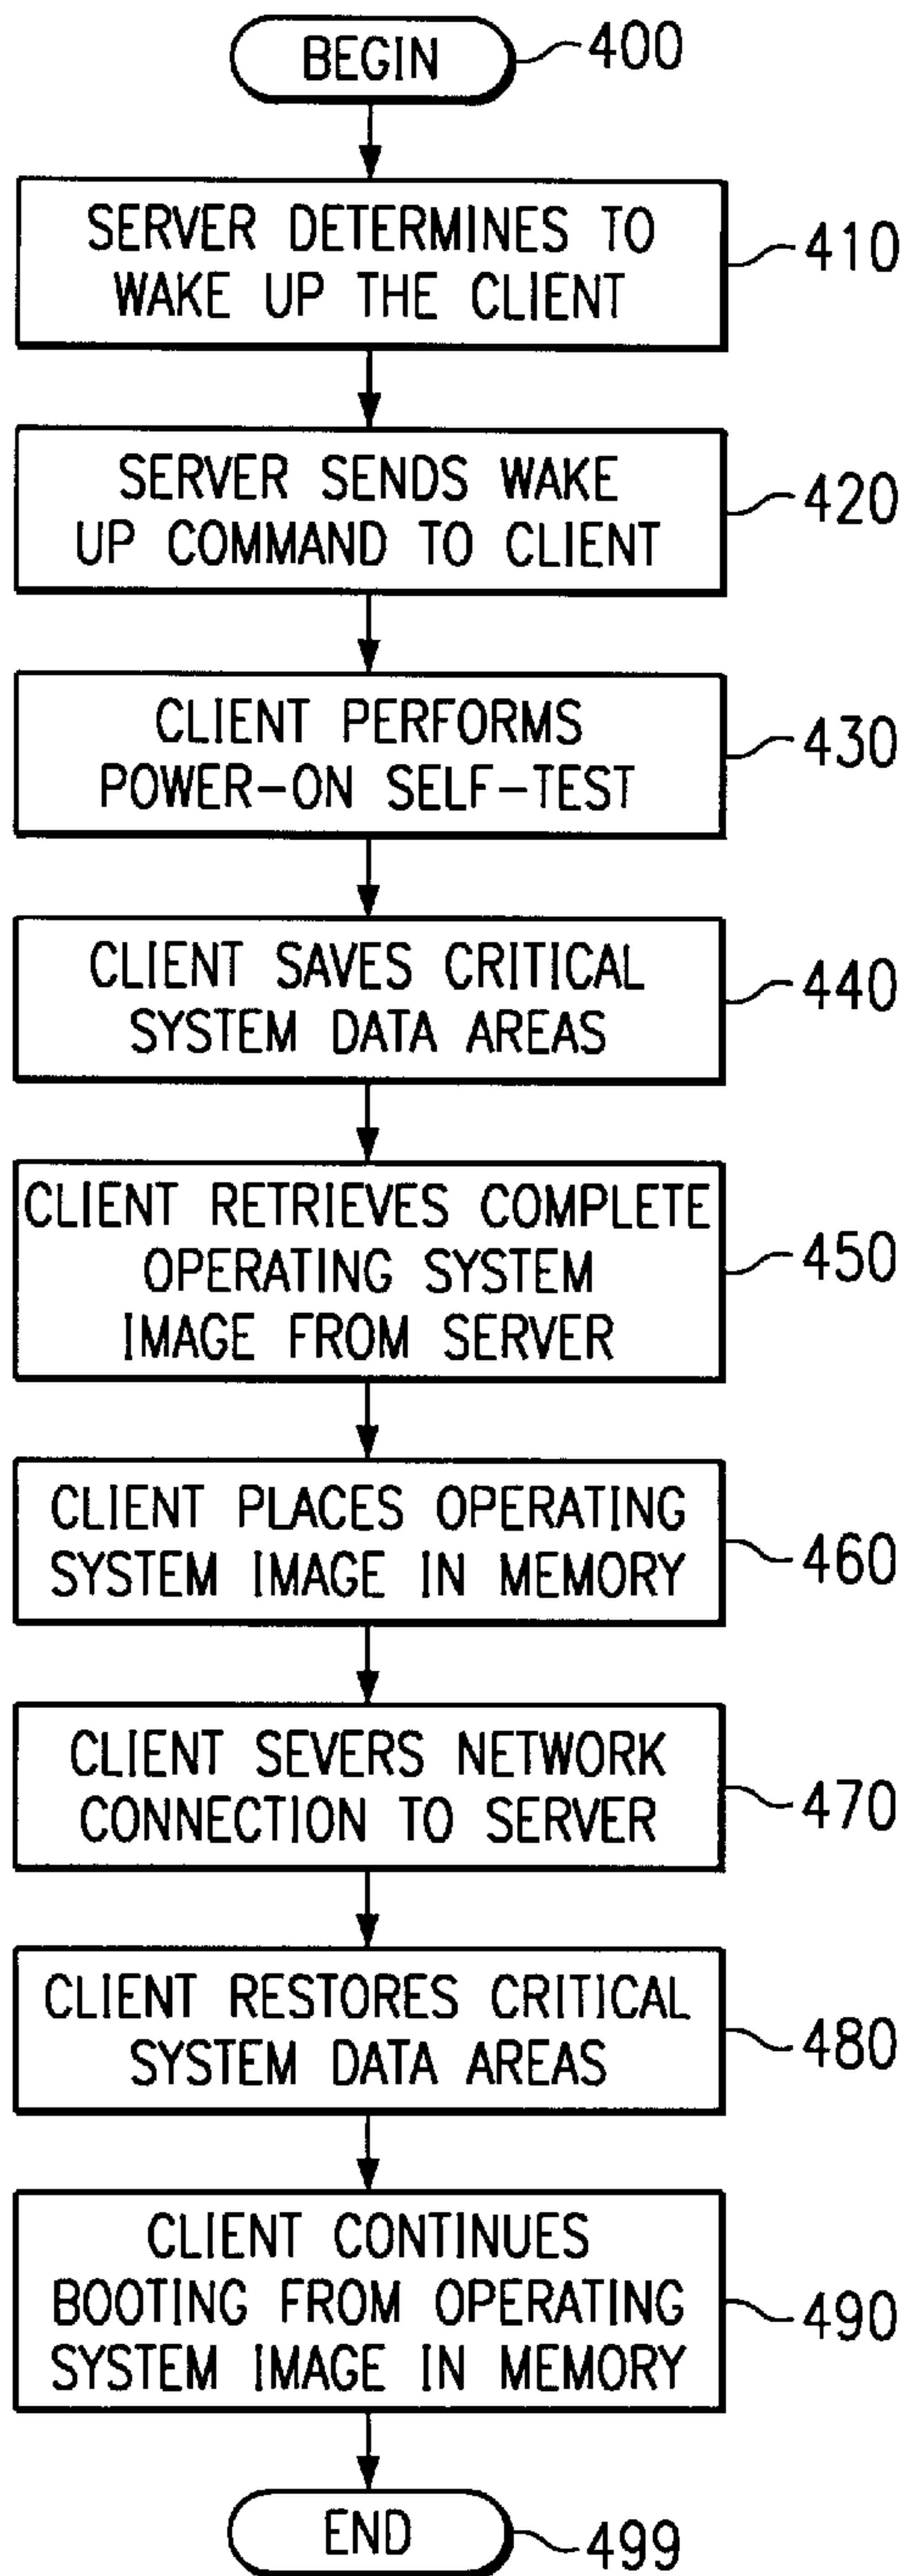 BEGIN
400
SERVER DETERMINES TO
WAKE UP THE CLIENT
410
SERVER SENDS WAKE
UP COMMAND TO CLIENT
420
CLIENT PERFORMS
POWER-ON SELF-TEST
430
CLIENT SAVES CRITICAL
SYSTEM DATA AREAS
440
CLIENT RETRIEVES COMPLETE
OPERATING SYSTEM
IMAGE FROM SERVER
450
CLIENT PLACES OPERATING
SYSTEM IMAGE IN MEMORY
460
CLIENT SEVERS NETWORK
CONNECTION TO SERVER
470
CLIENT RESTORES CRITICAL
SYSTEM DATA AREAS
480
CLIENT CONTINUES
BOOTING FROM OPERATING
SYSTEM IMAGE IN MEMORY
490
END
499